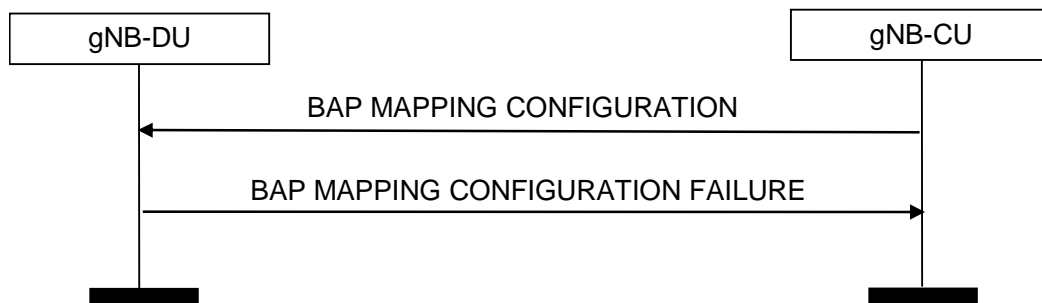 gNB-DU
gNB-CU
BAP MAPPING CONFIGURATION
BAP MAPPING CONFIGURATION FAILURE